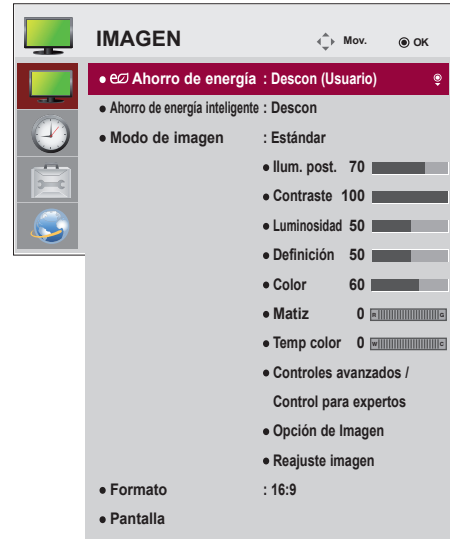 IMAGEN Mov. OK
• eco Ahorro de energía : Descon (Usuario)
• Ahorro de energía inteligente : Descon
• Modo de imagen : Estándar
• Ilum. post. 70
• Contraste 100
• Luminosidad 50
• Definición 50
• Color 60
• Matiz 0 R G
• Temp color 0 W C
• Controles avanzados /
Control para expertos
• Opción de Imagen
• Reajuste imagen
• Formato : 16:9
• Pantalla